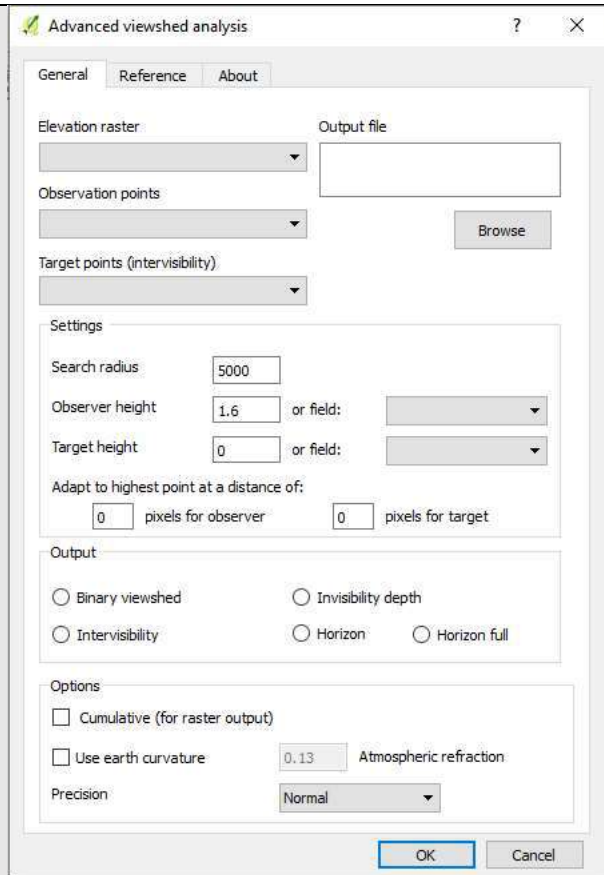 Advanced viewshed analysis ?
General Reference About
Elevation raster Output file
Observation points
Browse
Target points (intervisibility)
Settings
Search radius 5000
Observer height 1.6 or field:
Target height 0 or field:
Adapt to highest point at a distance of:
0 pixels for observer 0 pixels for target
Output
Binary viewshed Invisibility depth
Intervisibility Horizon Horizon full
Options
Cumulative (for raster output)
Use earth curvature 0.13 Atmospheric refraction
Precision Normal
OK Cancel